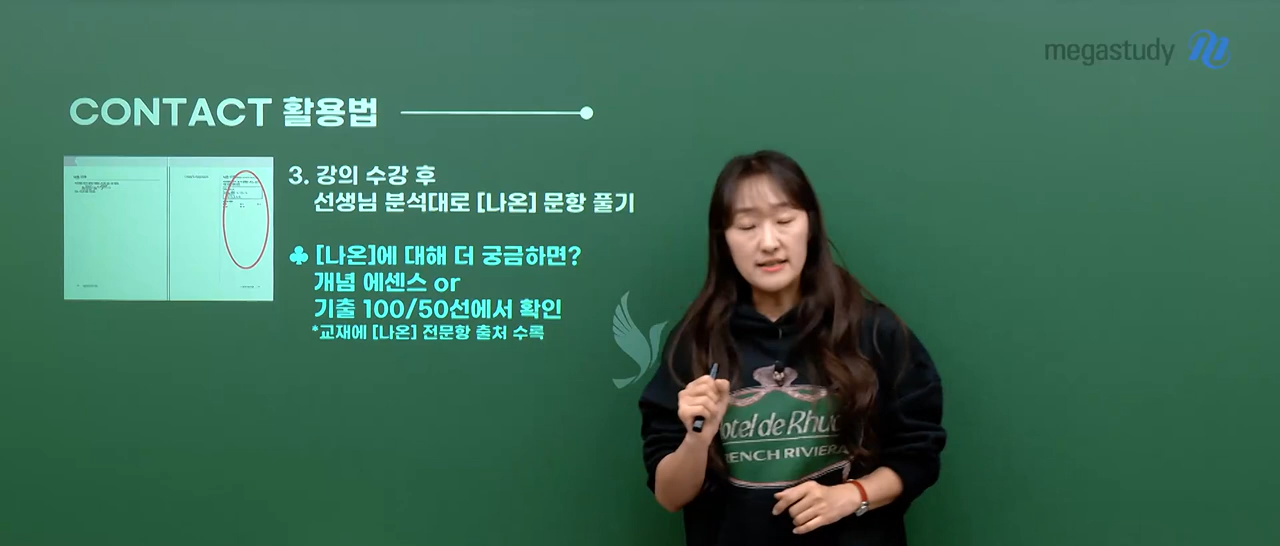 megastudy
CONTACT 활용법
3. 강의 수강 후
선생님 분석대로 [나온] 문항 풀기
♣ [나온]에 대해 더 궁금하면?
개념 에센스 or
기출 100/50선에서 확인
*교재에 [나온] 전문항 출처 수록
otel de Rhu
ENCH RIVIERA